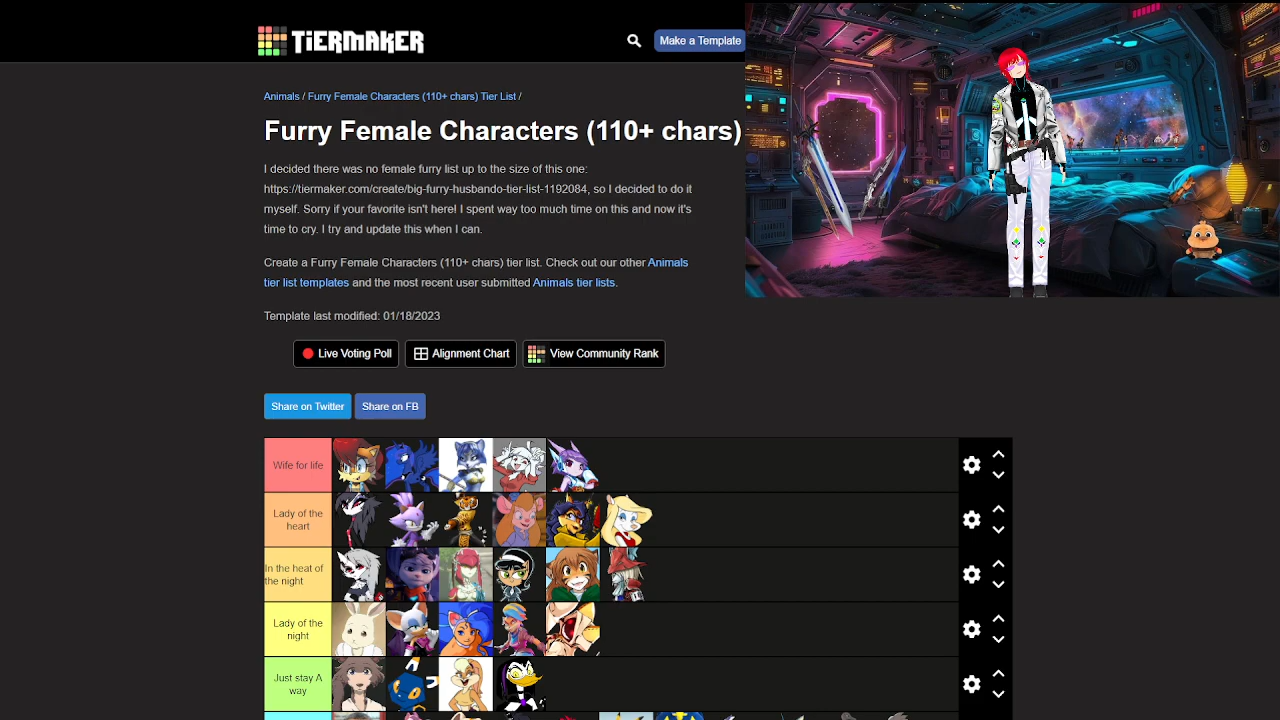 TiERMAKER
Make a Template
Animals / Furry Female Characters (110+ chars) Tier List /
Furry Female Characters (110+ chars)
I decided there was no female furry list up to the size of this one:
https://tiermaker.com/create/big-furry-husbando-tier-list-1192084, so I decided to do it
myself. Sorry if your favorite isn't here! I spent way too much time on this and now it's
time to cry. I try and update this when I can.
Create a Furry Female Characters (110+ chars) tier list. Check out our other Animals
tier list templates and the most recent user submitted Animals tier lists.
Template last modified: 01/18/2023
Live Voting Poll
Alignment Chart
View Community Rank
Share on Twitter
Share on FB
Wife for life
Lady of the
heart
In the heat of
the night
Lady of the
night
Just stay A
way